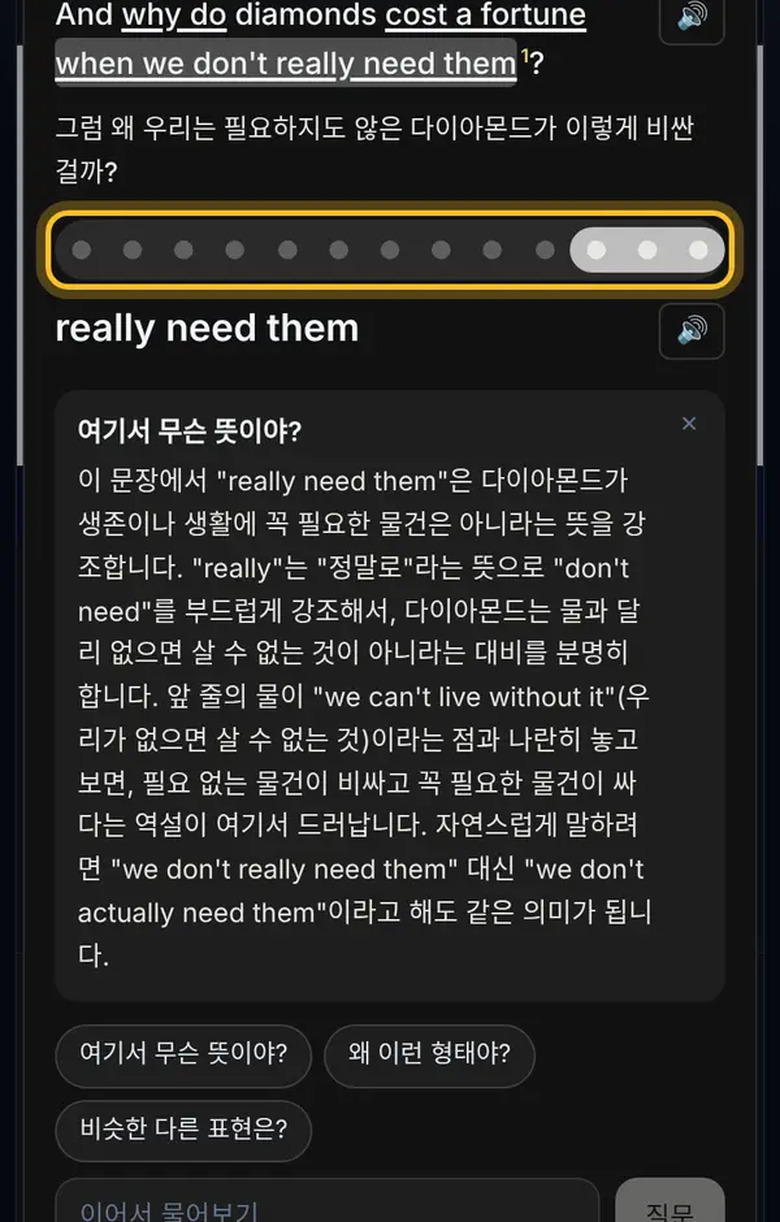 And why do diamonds cost a fortune
when we don't really need them¹?
그럼 왜 우리는 필요하지도 않은 다이아몬드가 이렇게 비싼
걸까?
really need them
여기서 무슨 뜻이야?
×
이 문장에서 "really need them"은 다이아몬드가
생존이나 생활에 꼭 필요한 물건은 아니라는 뜻을 강
조합니다. "really"는 "정말로"라는 뜻으로 "don't
need"를 부드럽게 강조해서, 다이아몬드는 물과 달
리 없으면 살 수 없는 것이 아니라는 대비를 분명히
합니다. 앞 줄의 물이 "we can't live without it"(우
리가 없으면 살 수 없는 것)이라는 점과 나란히 놓고
보면, 필요 없는 물건이 비싸고 꼭 필요한 물건이 싸
다는 역설이 여기서 드러납니다. 자연스럽게 말하려
면 "we don't really need them" 대신 "we don't
actually need them"이라고 해도 같은 의미가 됩니
다.
여기서 무슨 뜻이야?
왜 이런 형태야?
비슷한 다른 표현은?
이어서 물어보기
질문